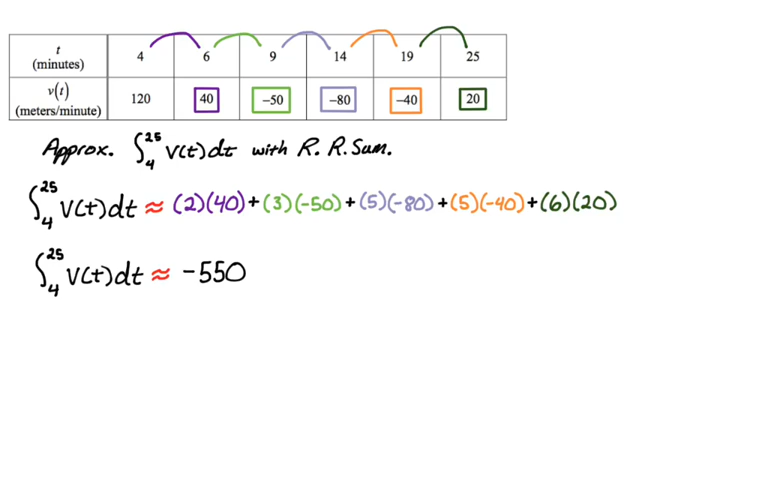 t (minutes) 4 6 9 14 19 25
v(t) (meters/minute) 120 40 −50 −80 −40 20
Approx. ∫₄²⁵ v(t)dt with R. R. Sum.
∫₄²⁵ v(t)dt ≈ (2)(40)+(3)(-50)+(5)(-80)+(5)(-40)+(6)(20)
∫₄²⁵ v(t)dt ≈ -550